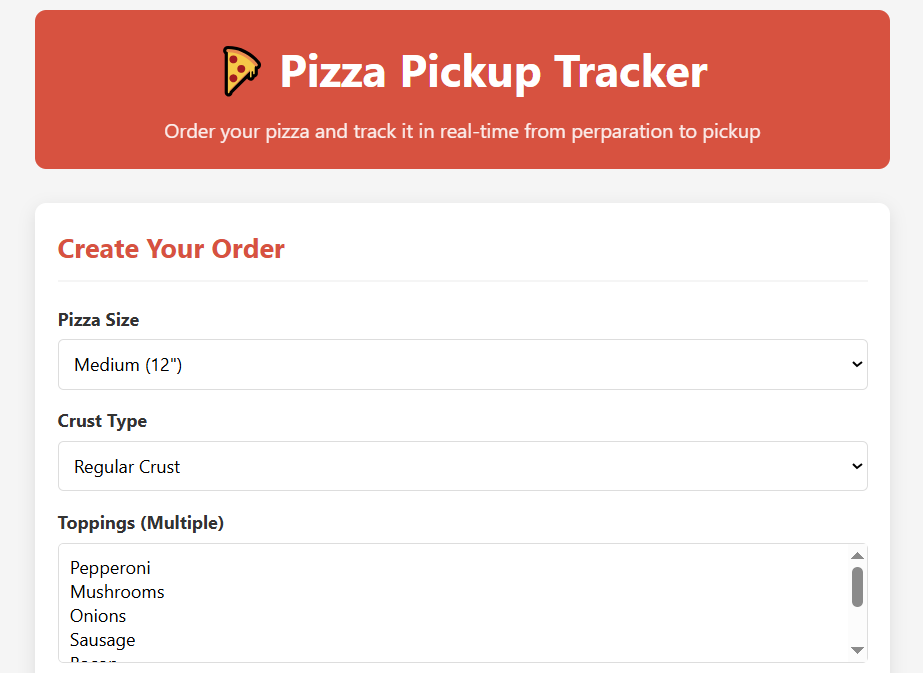 Pizza Pickup Tracker
Order your pizza and track it in real-time from perparation to pickup
Create Your Order
Pizza Size
Medium (12")
Crust Type
Regular Crust
Toppings (Multiple)
Pepperoni
Mushrooms
Onions
Sausage